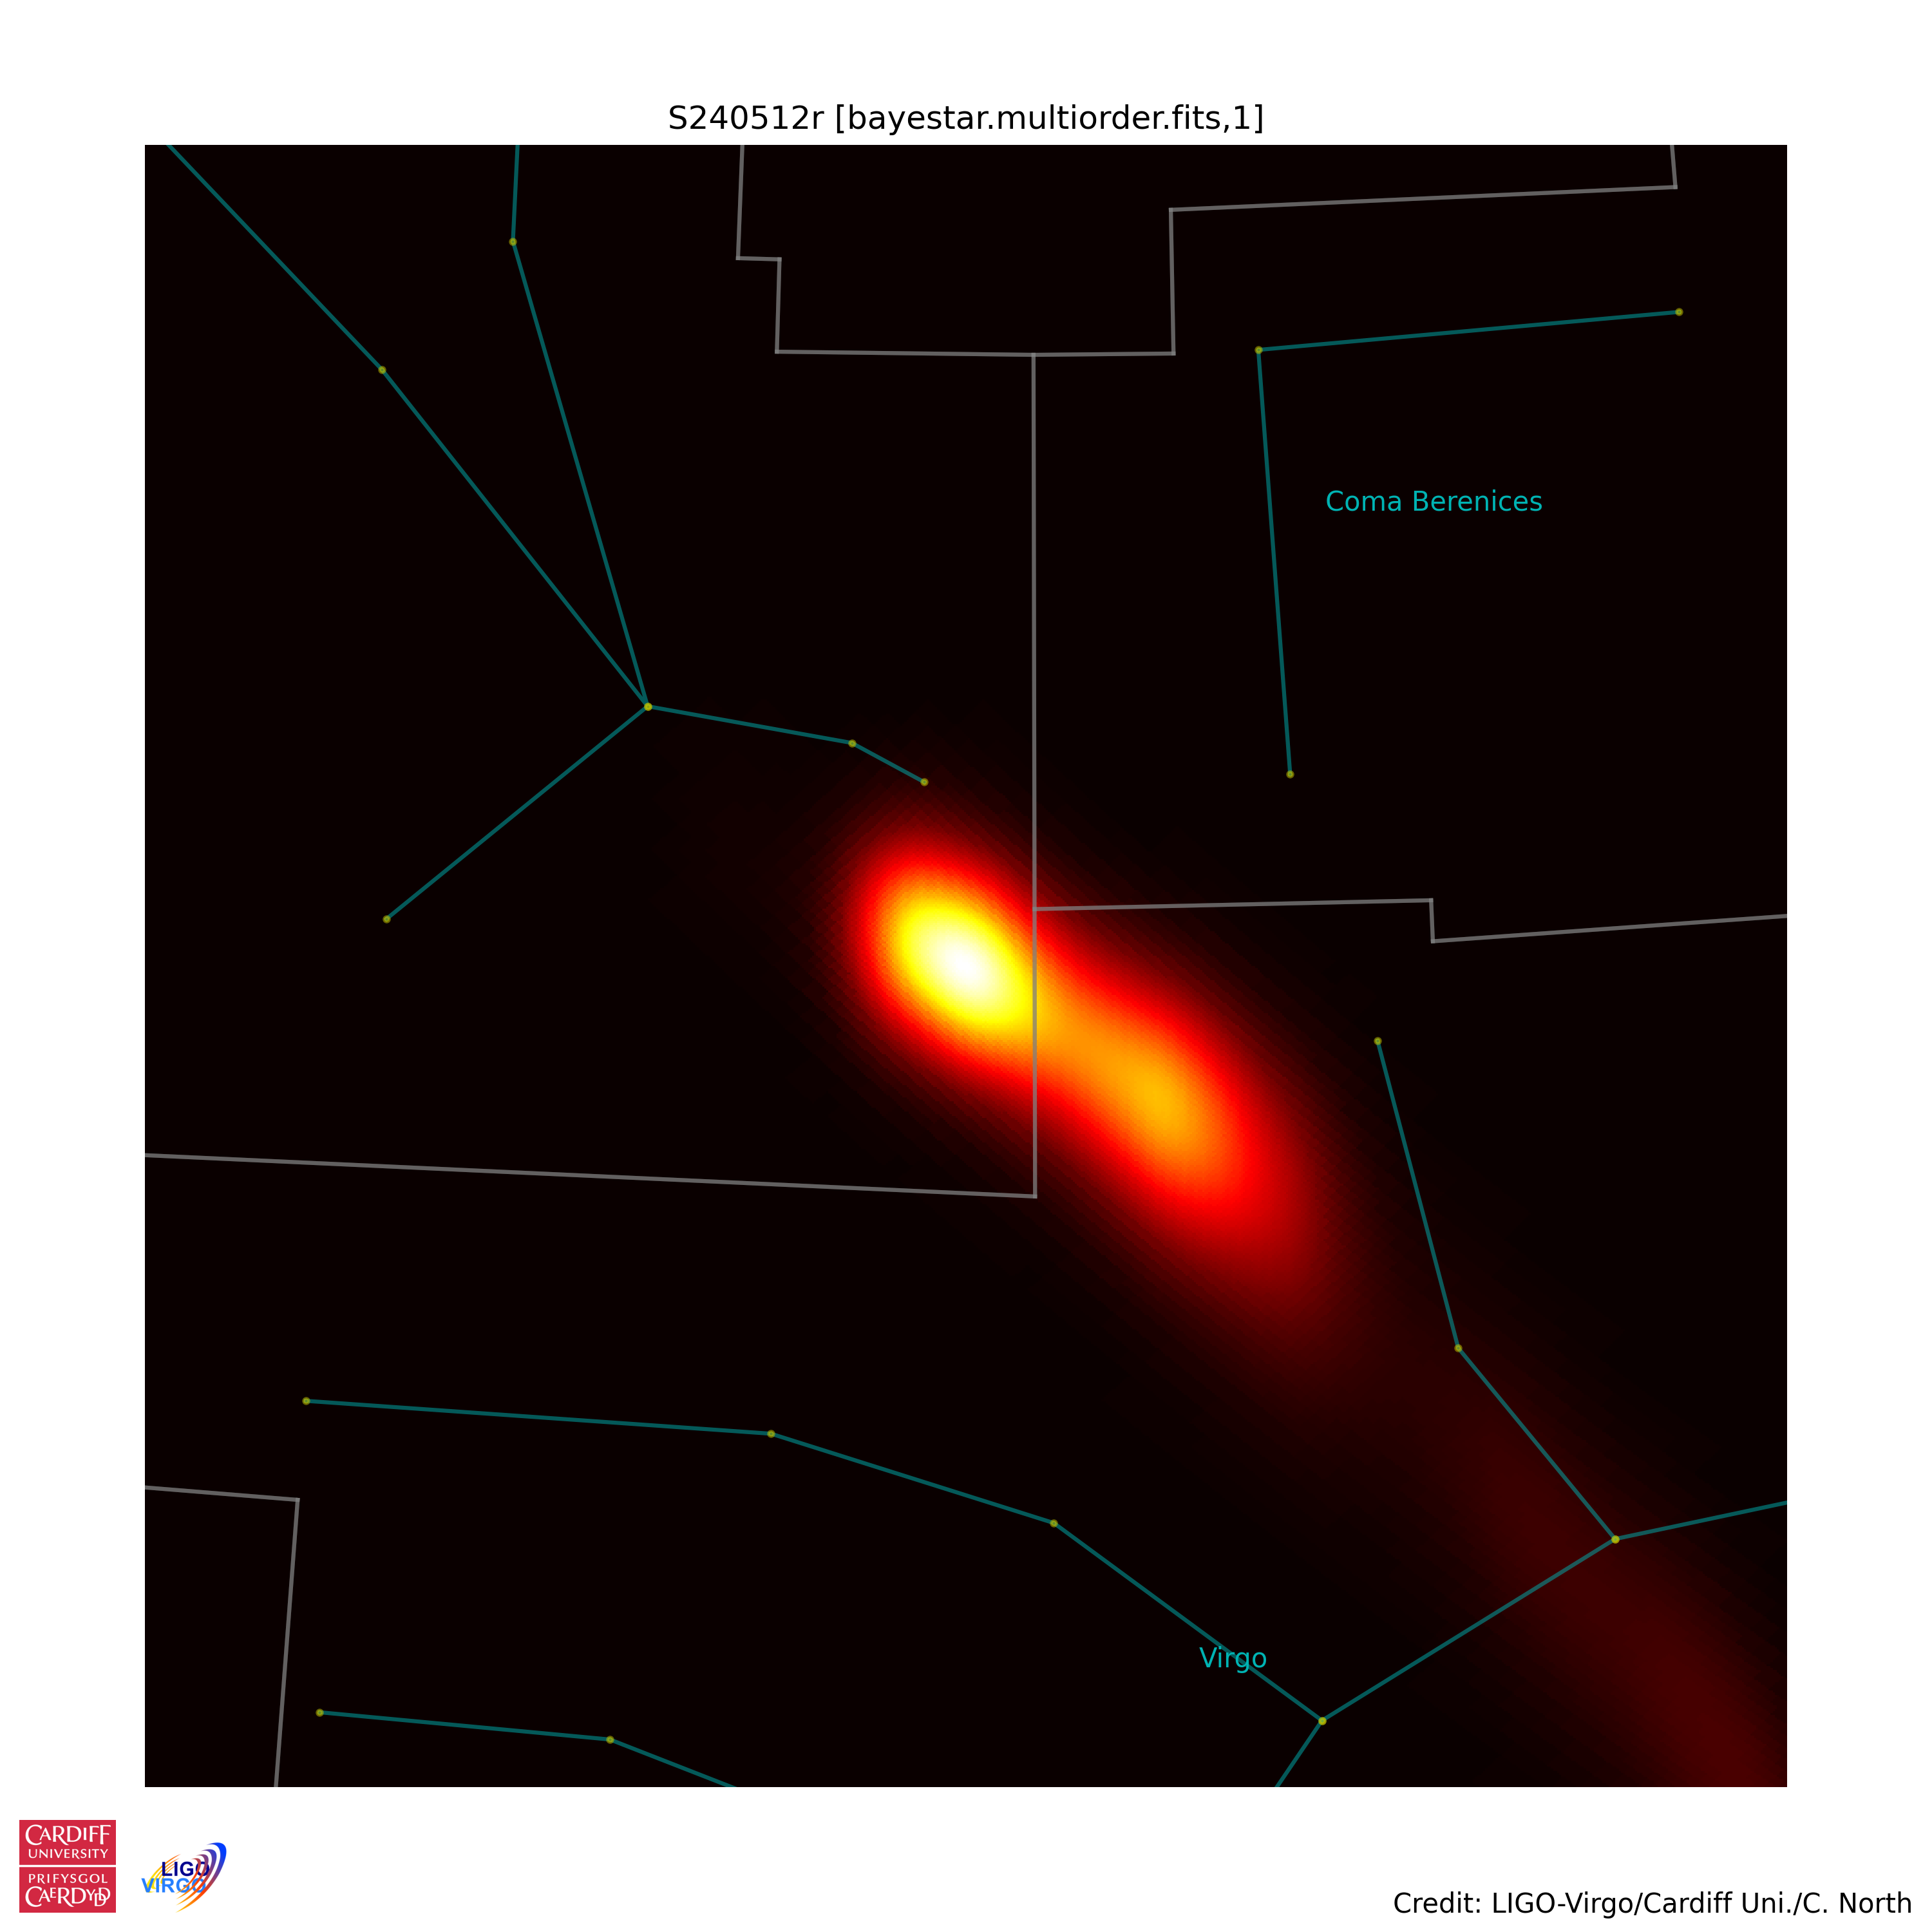 S240512r [bayestar.multiorder.fits,1]
Coma Berenices
Virgo
CARDIFF
UNIVERSITY
PRIFYSGOL
CAERDYDD
LIGO
VIRGO
Credit: LIGO-Virgo/Cardiff Uni./C. North